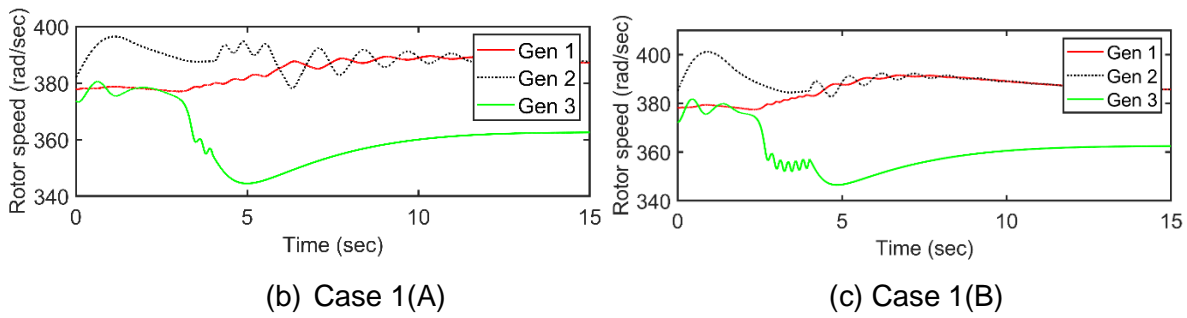 Rotor speed (rad/sec)
400
380
360
340
0
5
10
15
Time (sec)
Gen 1
Gen 2
Gen 3
(b) Case 1(A)
Rotor speed (rad/sec)
400
380
360
340
0
5
10
15
Time (sec)
Gen 1
Gen 2
Gen 3
(c) Case 1(B)